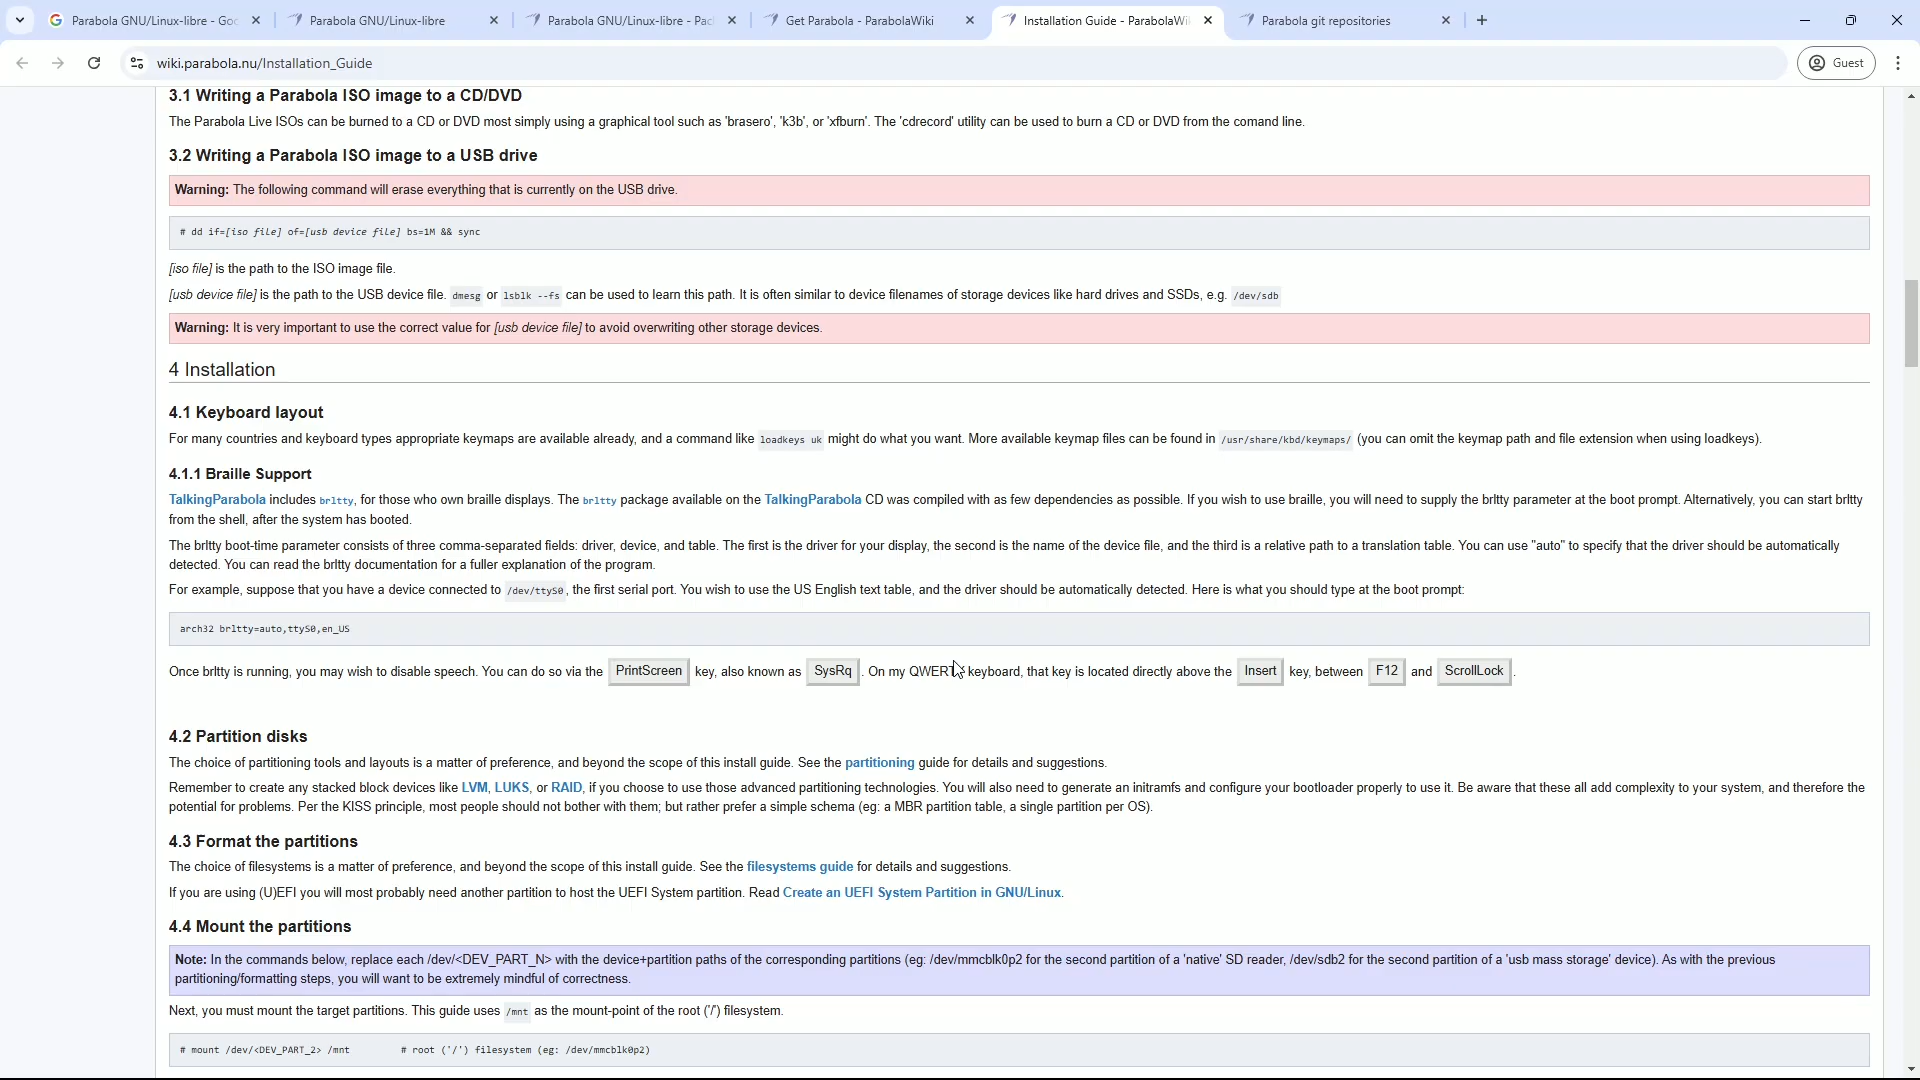 Parabola GNU/Linux-libre - Goo
Parabola GNU/Linux-libre
Parabola GNU/Linux-libre - Pac
Get Parabola - ParabolaWiki
Installation Guide - ParabolaWi
Parabola git repositories
wiki.parabola.nu/Installation_Guide
Guest
3.1 Writing a Parabola ISO image to a CD/DVD
The Parabola Live ISOs can be burned to a CD or DVD most simply using a graphical tool such as 'brasero', 'k3b', or 'xfburn'. The 'cdrecord' utility can be used to burn a CD or DVD from the comand line.
3.2 Writing a Parabola ISO image to a USB drive
Warning: The following command will erase everything that is currently on the USB drive.
# dd if=[iso file] of=[usb device file] bs=1M && sync
[iso file] is the path to the ISO image file.
[usb device file] is the path to the USB device file. dmesg or lsblk --fs can be used to learn this path. It is often similar to device filenames of storage devices like hard drives and SSDs, e.g. /dev/sdb
Warning: It is very important to use the correct value for [usb device file] to avoid overwriting other storage devices.
4 Installation
4.1 Keyboard layout
For many countries and keyboard types appropriate keymaps are available already, and a command like loadkeys uk might do what you want. More available keymap files can be found in /usr/share/kbd/keymaps/ (you can omit the keymap path and file extension when using loadkeys).
4.1.1 Braille Support
TalkingParabola includes brltty, for those who own braille displays. The brltty package available on the TalkingParabola CD was compiled with as few dependencies as possible. If you wish to use braille, you will need to supply the brltty parameter at the boot prompt. Alternatively, you can start brltty
from the shell, after the system has booted.
The brltty boot-time parameter consists of three comma-separated fields: driver, device, and table. The first is the driver for your display, the second is the name of the device file, and the third is a relative path to a translation table. You can use "auto" to specify that the driver should be automatically
detected. You can read the brltty documentation for a fuller explanation of the program.
For example, suppose that you have a device connected to /dev/ttyS0, the first serial port. You wish to use the US English text table, and the driver should be automatically detected. Here is what you should type at the boot prompt:
arch32 brltty=auto,ttyS0,en_US
Once brltty is running, you may wish to disable speech. You can do so via the PrintScreen key, also known as SysRq. On my QWERTY keyboard, that key is located directly above the Insert key, between F12 and ScrollLock.
4.2 Partition disks
The choice of partitioning tools and layouts is a matter of preference, and beyond the scope of this install guide. See the partitioning guide for details and suggestions.
Remember to create any stacked block devices like LVM, LUKS, or RAID, if you choose to use those advanced partitioning technologies. You will also need to generate an initramfs and configure your bootloader properly to use it. Be aware that these all add complexity to your system, and therefore the
potential for problems. Per the KISS principle, most people should not bother with them; but rather prefer a simple schema (eg: a MBR partition table, a single partition per OS).
4.3 Format the partitions
The choice of filesystems is a matter of preference, and beyond the scope of this install guide. See the filesystems guide for details and suggestions.
If you are using (U)EFI you will most probably need another partition to host the UEFI System partition. Read Create an UEFI System Partition in GNU/Linux.
4.4 Mount the partitions
Note: In the commands below, replace each /dev/<DEV_PART_N> with the device+partition paths of the corresponding partitions (eg: /dev/mmcblk0p2 for the second partition of a 'native' SD reader, /dev/sdb2 for the second partition of a 'usb mass storage' device). As with the previous
partitioning/formatting steps, you will want to be extremely mindful of correctness.
Next, you must mount the target partitions. This guide uses /mnt as the mount-point of the root ('/') filesystem.
# mount /dev/<DEV_PART_2> /mnt # root ('/') filesystem (eg: /dev/mmcblk0p2)